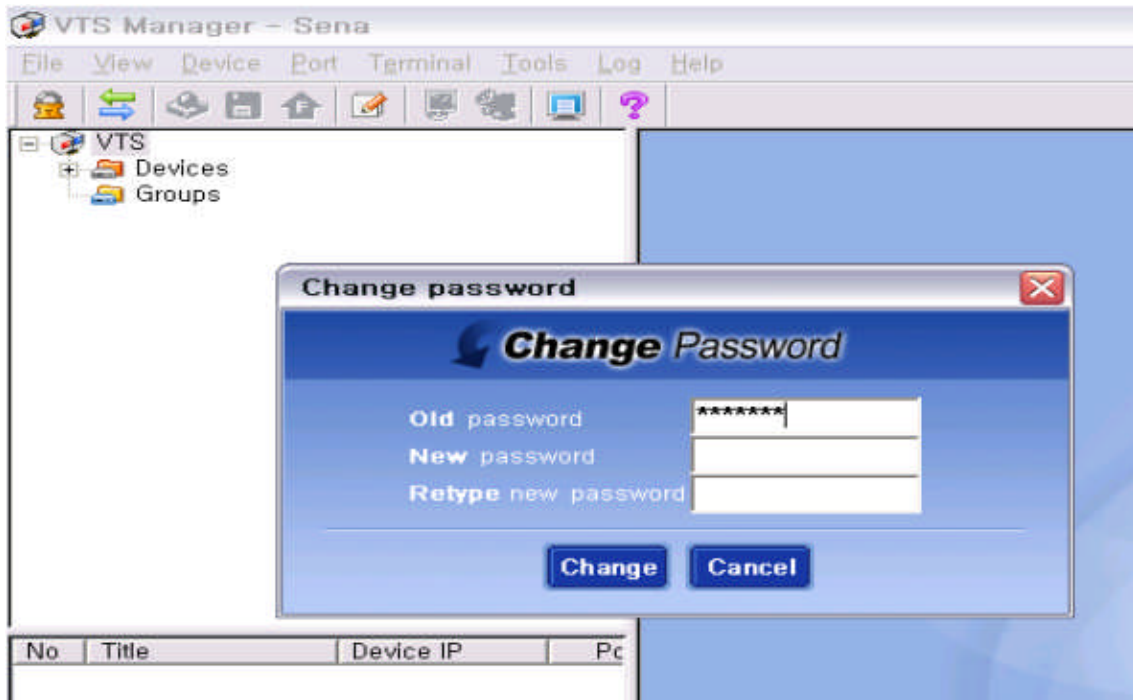 VTS Manager - Sena
File View Device Port Terminal Tools Log Help
VTS
Devices
Groups
Change password
Change Password
Old password *******
New password
Retype new password
Change Cancel
No Title Device IP Pc